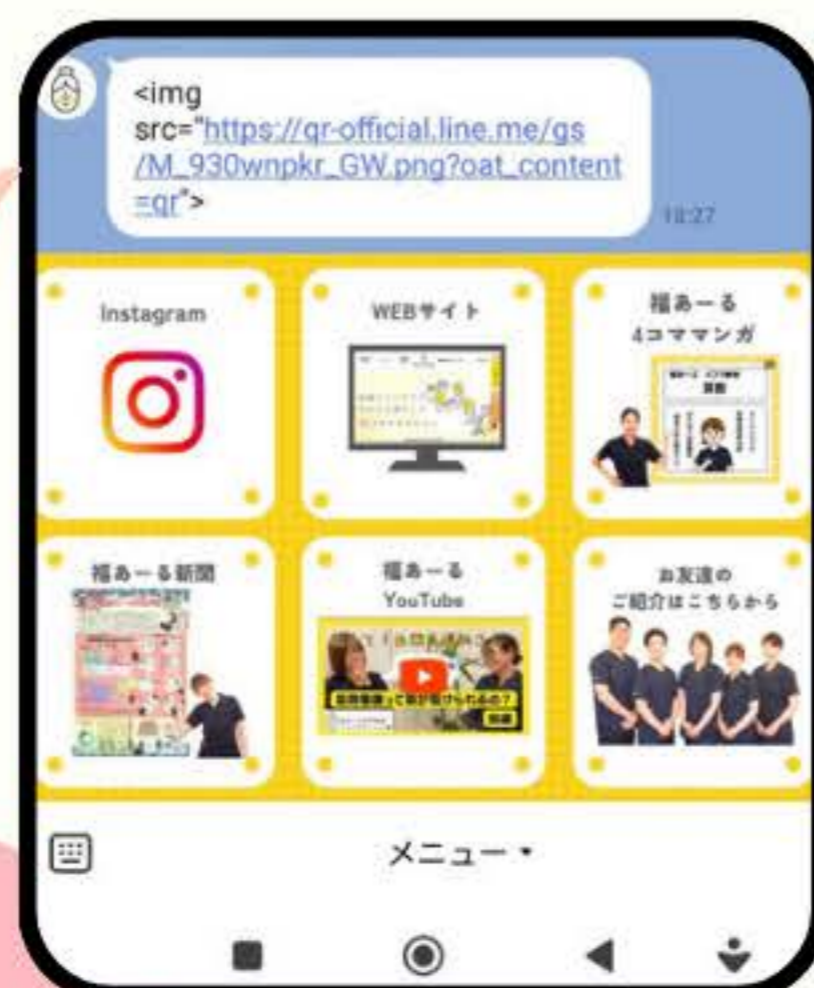 <img
src="https://qr-official.line.me/gs
/M_930wnpkr_GW.png?oat_content
=qr">
18:27
Instagram
WEBサイト
福あーる
4コママンガ
福あーる新聞
福あーる
YouTube
お友達の
ご紹介はこちらから
メニュー